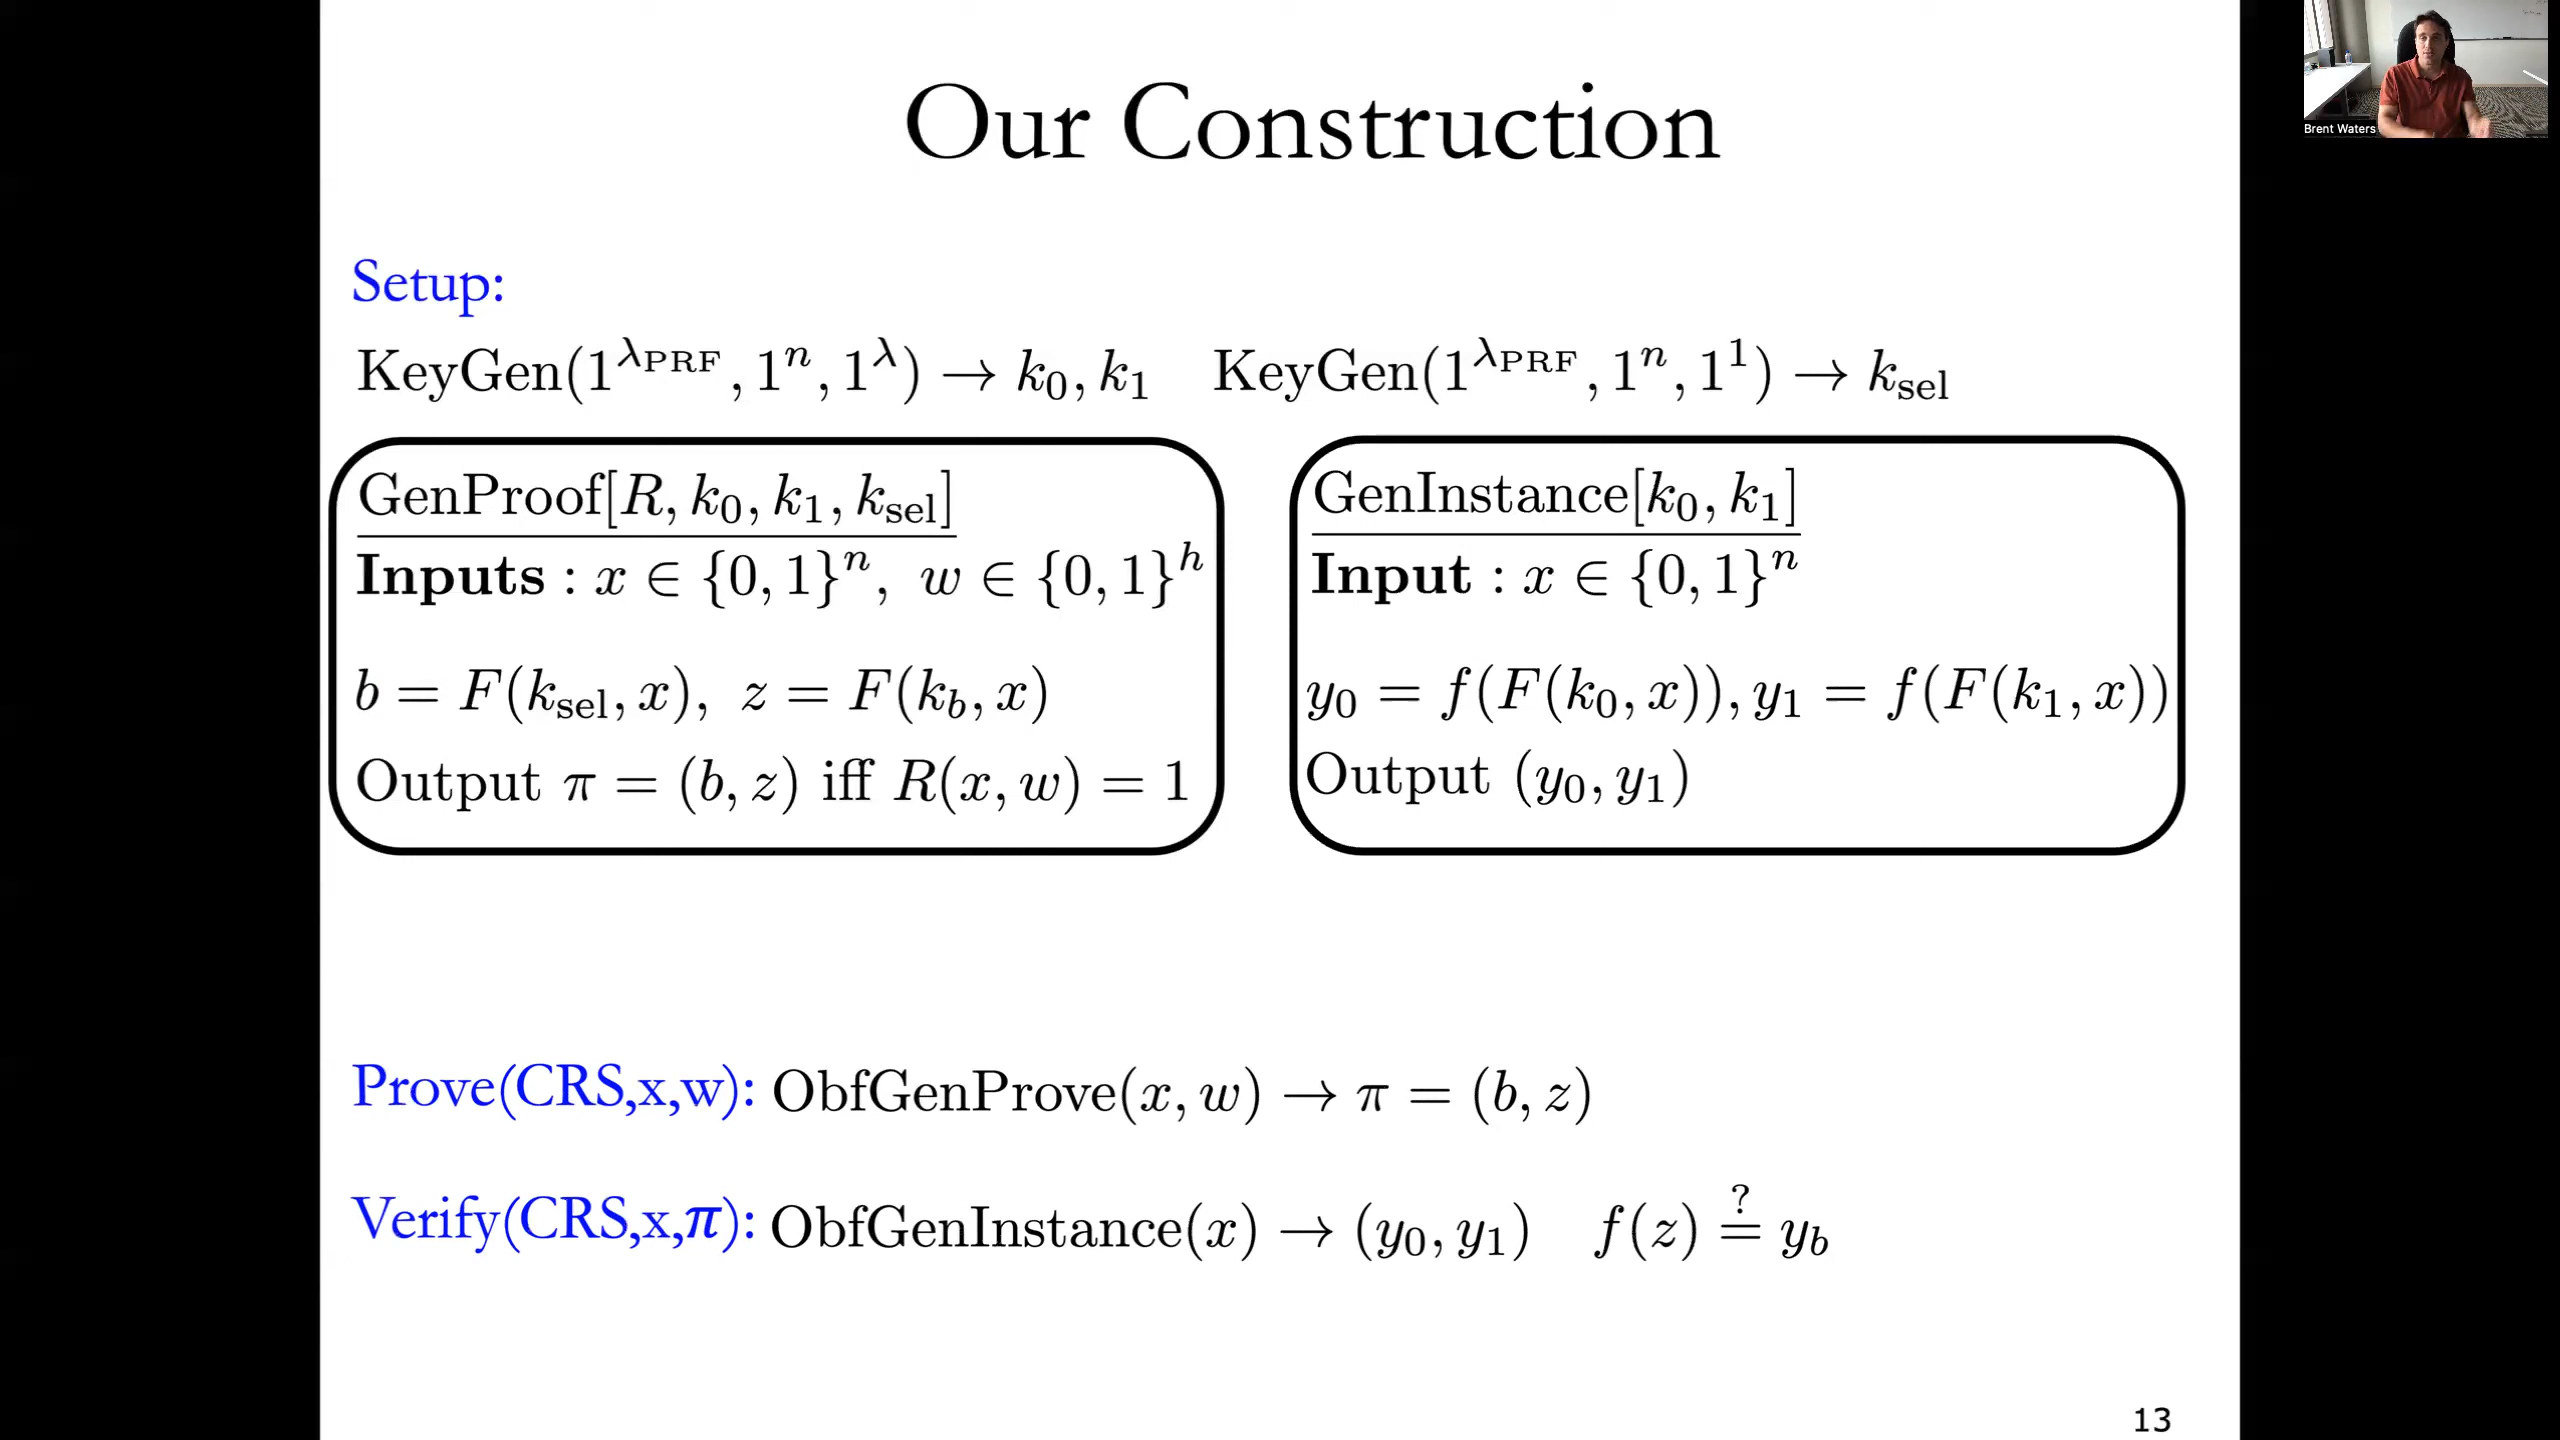 Our Construction
Brent Waters
Setup:
KeyGen(1^{λ_PRF}, 1^n, 1^λ) → k_0, k_1 KeyGen(1^{λ_PRF}, 1^n, 1^1) → k_sel
GenProof[R, k_0, k_1, k_sel]
Inputs : x ∈ {0, 1}^n, w ∈ {0, 1}^h
b = F(k_sel, x), z = F(k_b, x)
Output π = (b, z) iff R(x, w) = 1
GenInstance[k_0, k_1]
Input : x ∈ {0, 1}^n
y_0 = f(F(k_0, x)), y_1 = f(F(k_1, x))
Output (y_0, y_1)
Prove(CRS,x,w): ObfGenProve(x, w) → π = (b, z)
Verify(CRS,x,π): ObfGenInstance(x) → (y_0, y_1) f(z) ≟ y_b
13